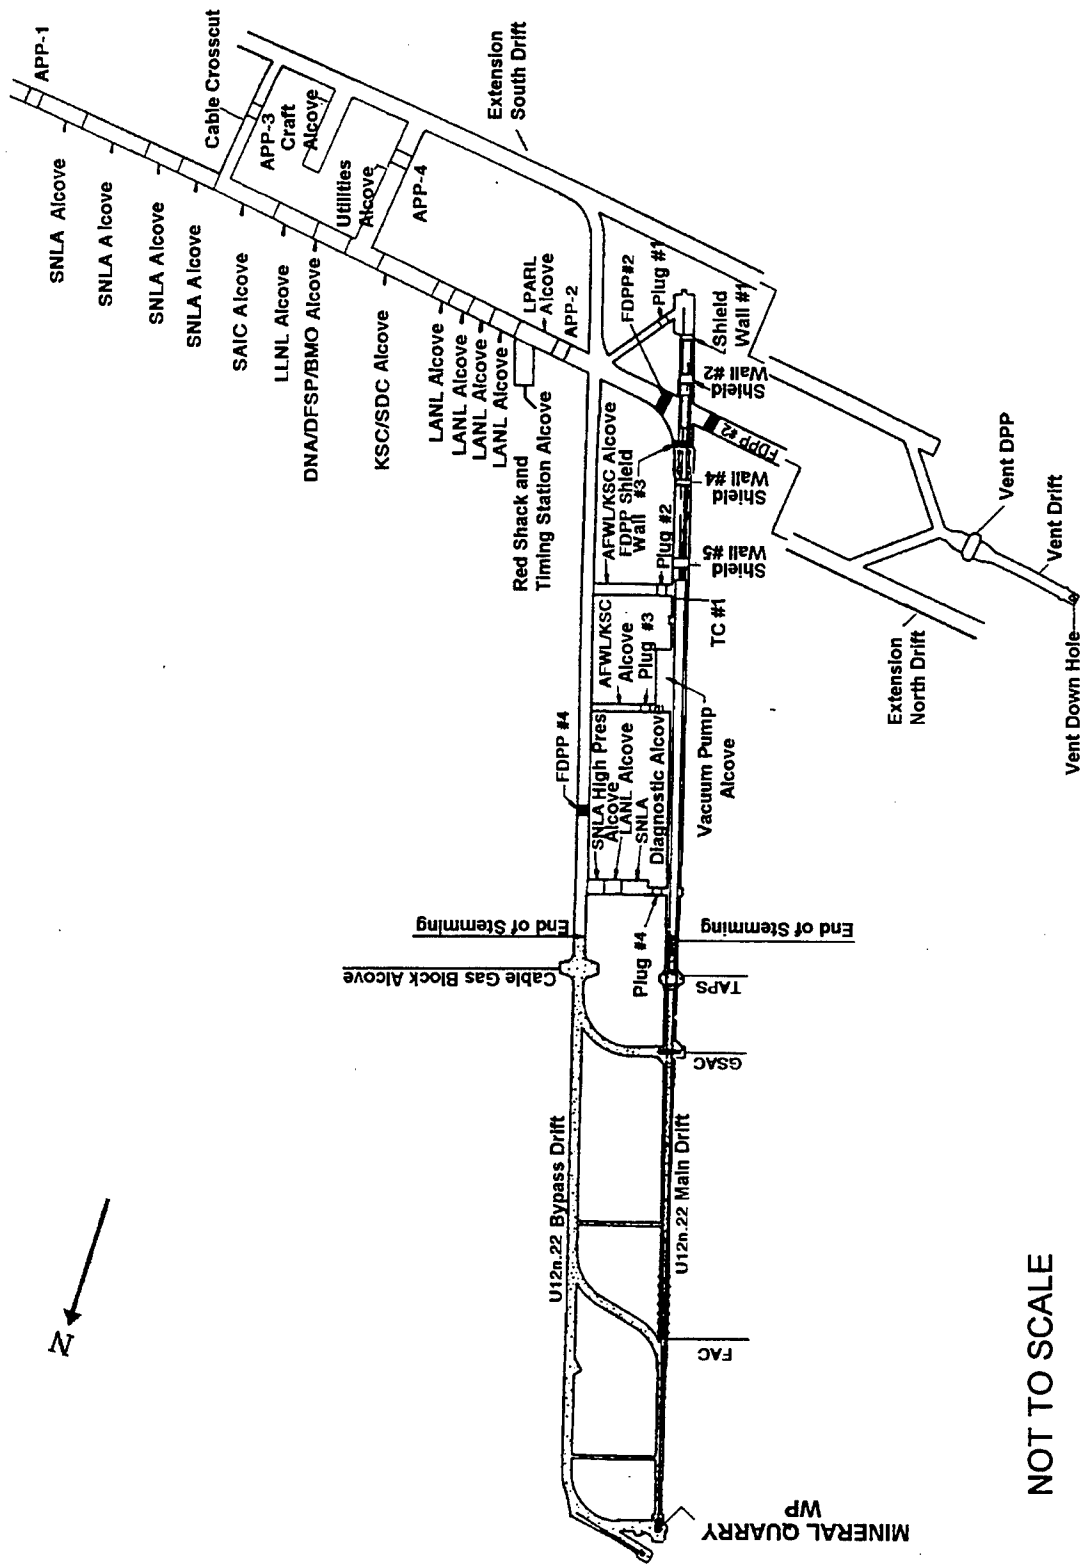 APP-1
SNLA Alcove
SNLA Alcove
SNLA Alcove
SNLA Alcove
Cable Crosscut
SAIC Alcove
LLNL Alcove
DNA/DFSP/BMO Alcove
KSC/SDC Alcove
APP-3
Craft
Alcove
Utilities
Alcove
APP-4
Extension
South Drift
LANL Alcove
LANL Alcove
LANL Alcove
LANL Alcove
Red Shack and
Timing Station Alcove
LPARL
Alcove
APP-2
FDPP#2
Plug #1
Shield
Wall #1
Shield
Wall #2
FDPP #2
AFWL/KSC Alcove
FDPP Shield
Wall #3
Shield
Wall #4
Plug #2
Shield
Wall #5
TC #1
AFWL/KSC
Alcove
Plug #3
Vacuum Pump
Alcove
FDPP #4
SNLA High Pres
Alcove
LANL Alcove
SNLA
Diagnostic Alcove
Plug #4
Extension
North Drift
Vent DPP
Vent Drift
Vent Down Hole
End of Stemming
End of Stemming
Cable Gas Block Alcove
TAPS
GSAC
U12n.22 Bypass Drift
U12n.22 Main Drift
FAC
MINERAL QUARRY
WP
N
NOT TO SCALE